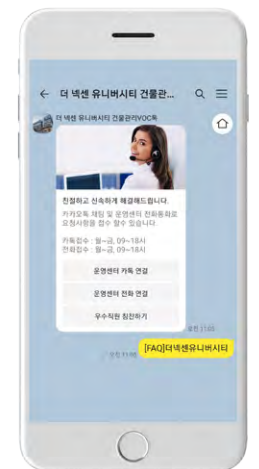 더 넥센 유니버시티 건물관...
더 넥센 유니버시티 건물관리VOC톡
친절하고 신속하게 해결해드립니다.
카카오톡 채팅 및 운영센터 전화통화로
요청사항을 접수 할수 있습니다.
카톡접수 : 월~금, 09~18시
전화접수 : 월~금, 09~18시
운영센터 카톡 연결
운영센터 전화 연결
우수직원 칭찬하기
[FAQ]더넥센유니버시티